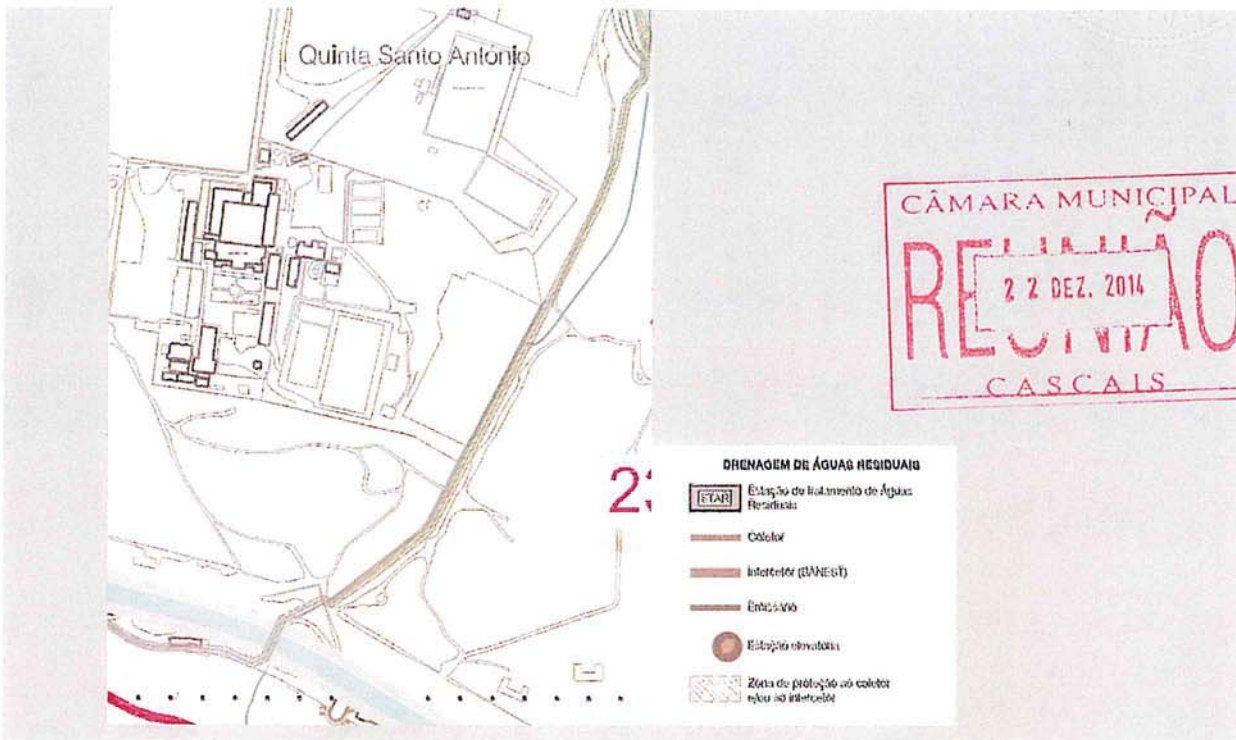 Quinta Santo António
CÂMARA MUNICIPAL
REUNIÃO
22 DEZ. 2014
CASCAIS
23
DRENAGEM DE ÁGUAS RESIDUAIS
ETAR
Estação de tratamento de Águas
Residuais
Coletor
Intercetor (SANEST)
Emissário
Estação elevatória
Zona de proteção ao coletor
e/ou ao intercetor